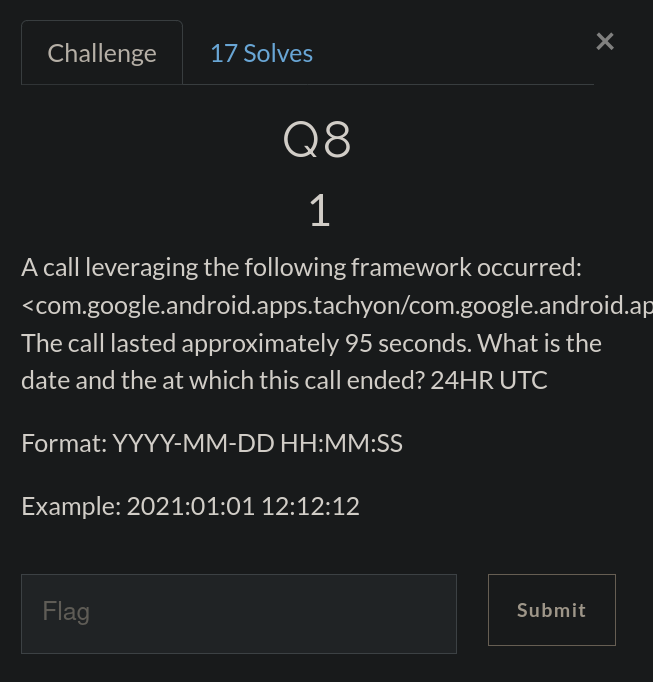 Challenge
17 Solves
×
Q8
1
A call leveraging the following framework occurred:
<com.google.android.apps.tachyon/com.google.android.ap
The call lasted approximately 95 seconds. What is the
date and the at which this call ended? 24HR UTC
Format: YYYY-MM-DD HH:MM:SS
Example: 2021:01:01 12:12:12
Flag
Submit